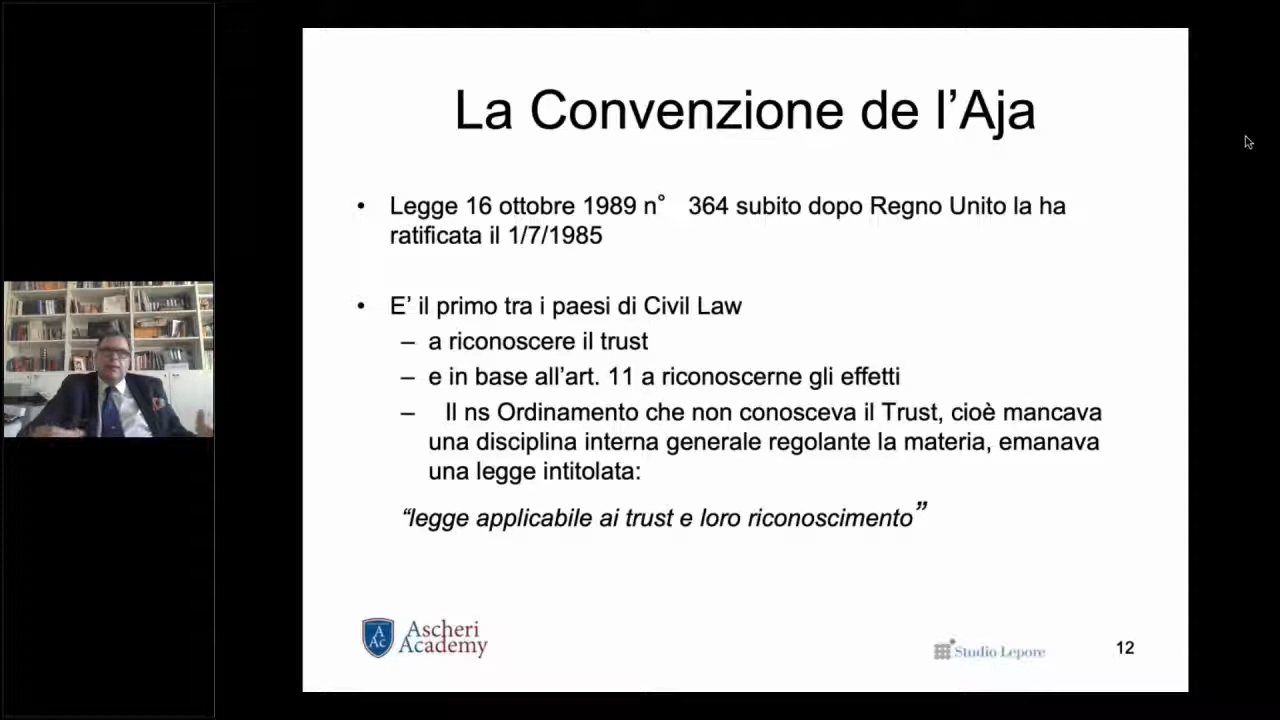 La Convenzione de l’Aja
• Legge 16 ottobre 1989 n° 364 subito dopo Regno Unito la ha
ratificata il 1/7/1985
• E’ il primo tra i paesi di Civil Law
– a riconoscere il trust
– e in base all’art. 11 a riconoscerne gli effetti
– Il ns Ordinamento che non conosceva il Trust, cioè mancava
una disciplina interna generale regolante la materia, emanava
una legge intitolata:
“legge applicabile ai trust e loro riconoscimento”
A
Ac
Ascheri
Academy
Studio Lepore
12